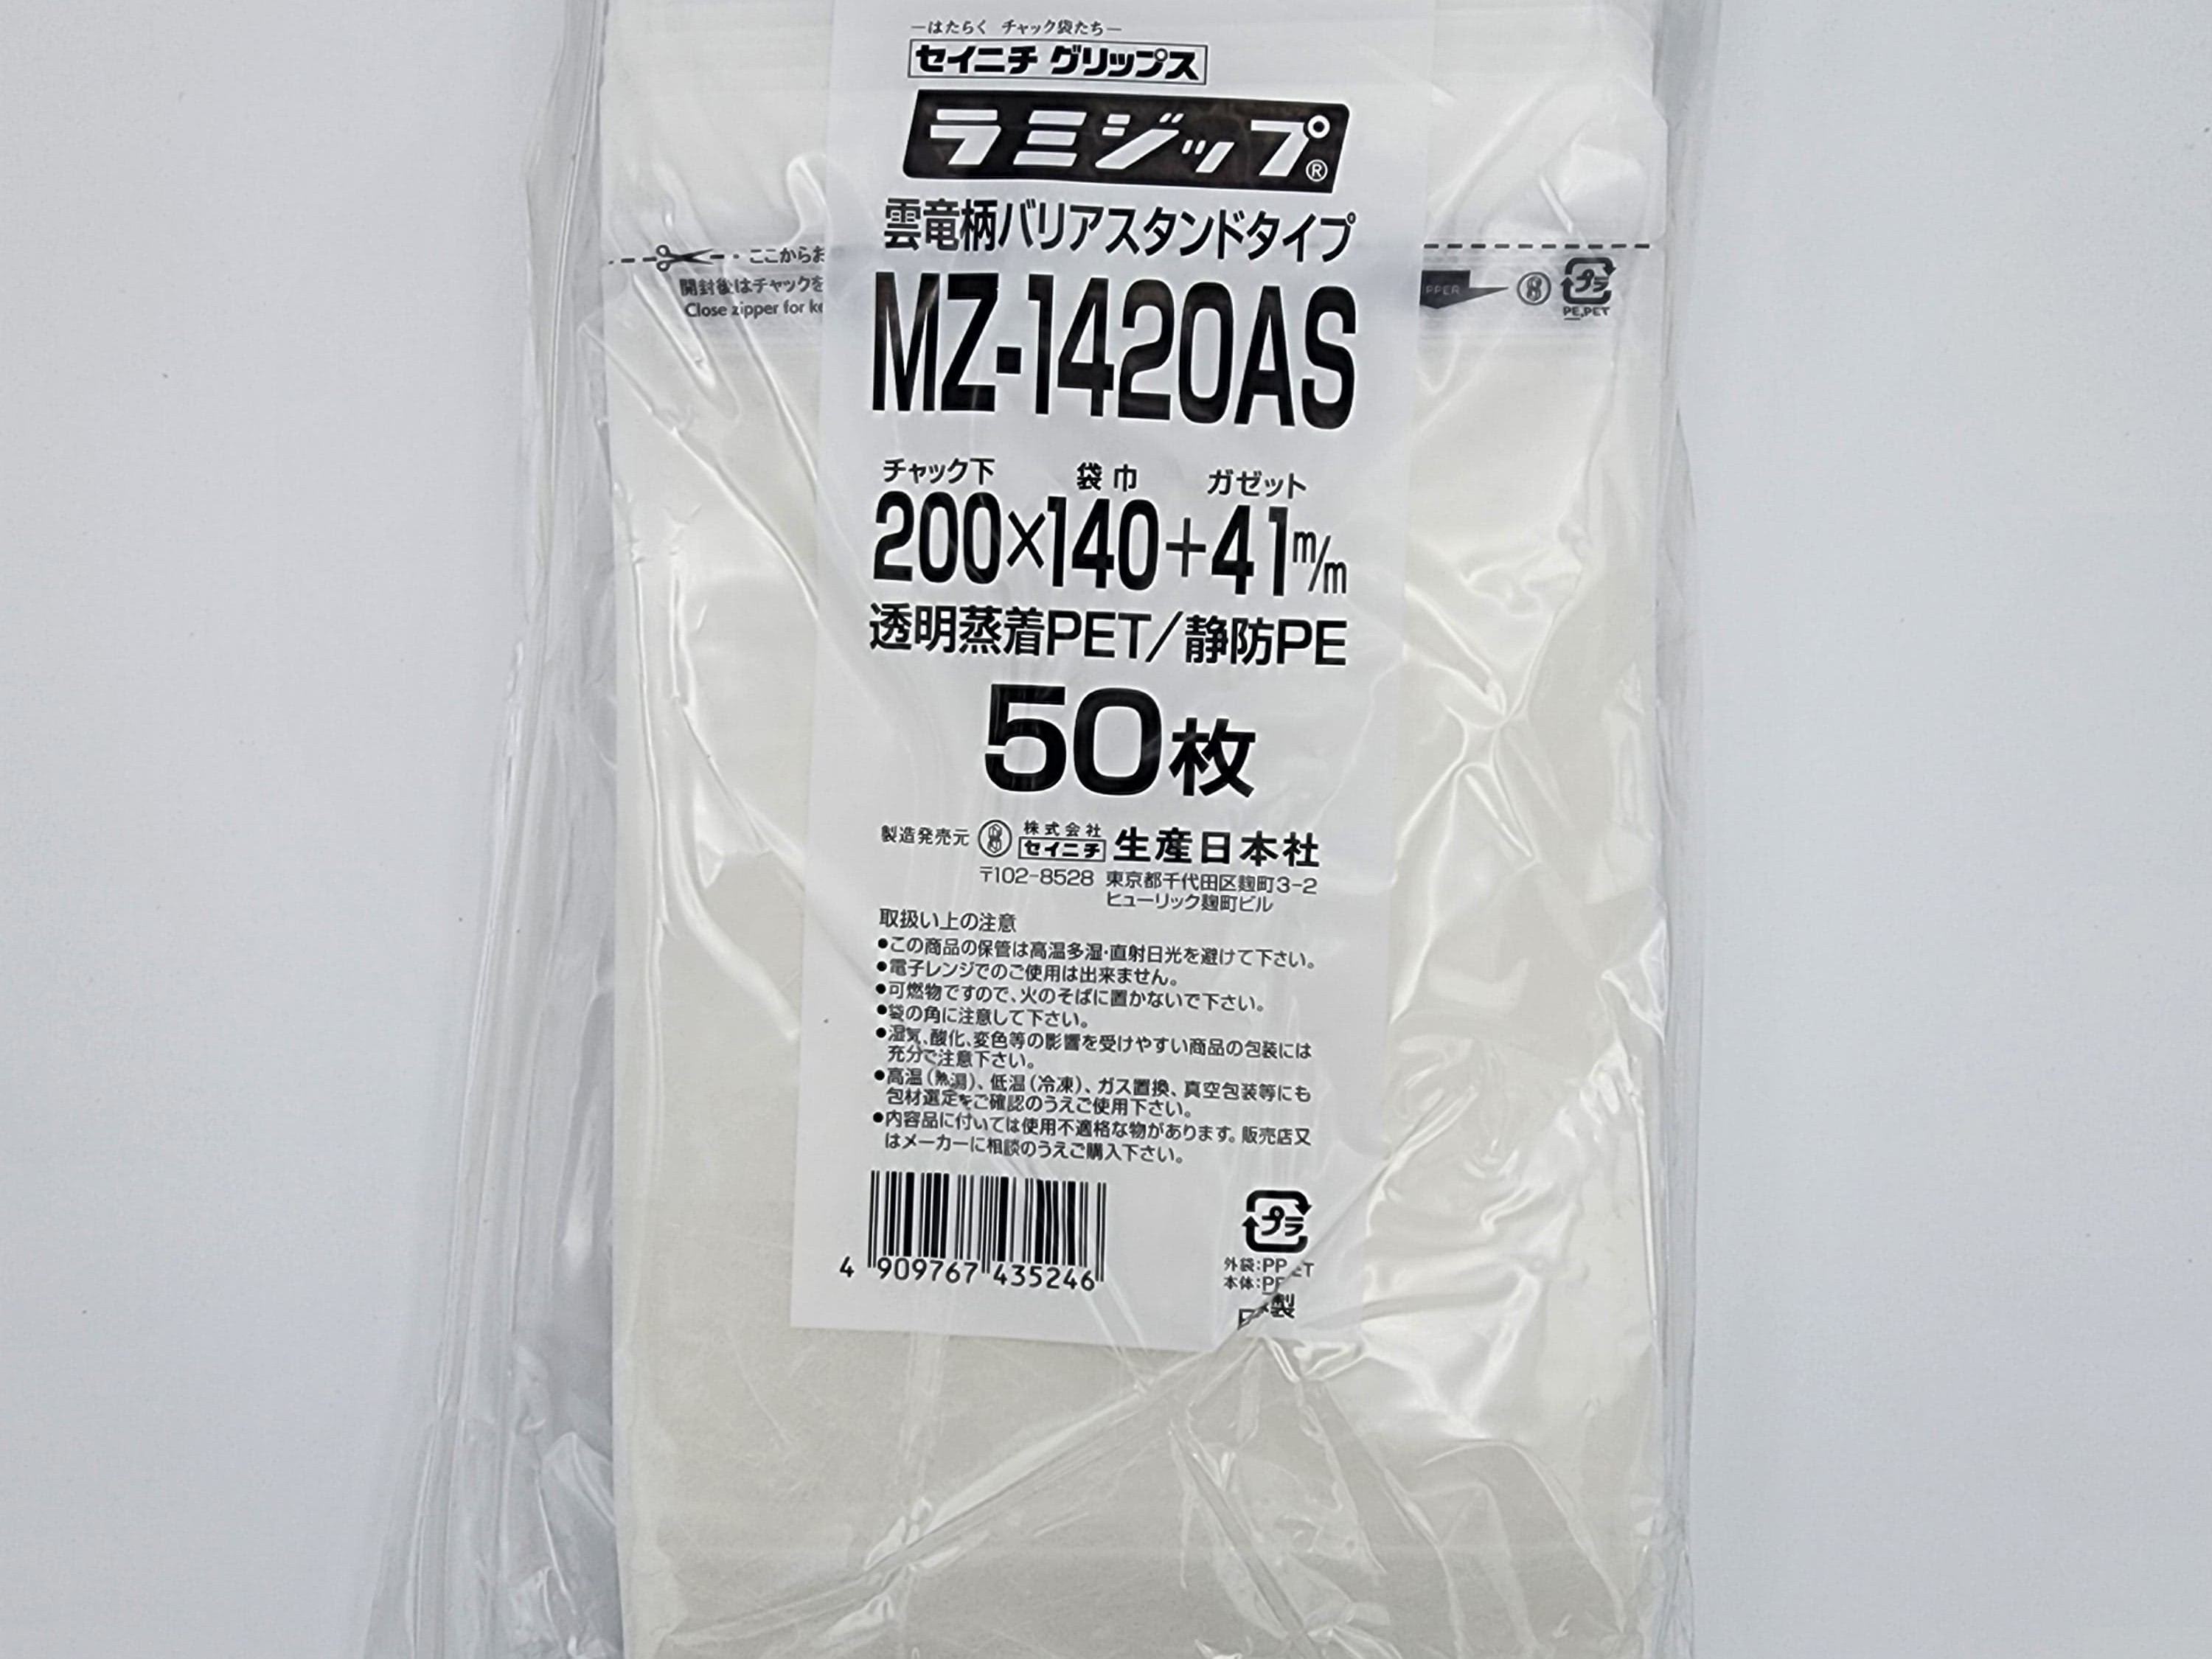 ―はたらく チャック袋たち―
セイニチ グリップス
ラミジップ®
雲竜柄バリアスタンドタイプ
MZ-1420AS
チャック下 袋巾 ガゼット
200×140+41m/m
透明蒸着PET/静防PE
50枚
製造発売元 株式会社 セイニチ 生産日本社
〒102-8528 東京都千代田区麹町3-2
ヒューリック麹町ビル
取扱い上の注意
●この商品の保管は高温多湿・直射日光を避けて下さい。
●電子レンジでのご使用は出来ません。
●可燃物ですので、火のそばに置かないで下さい。
●袋の角に注意して下さい。
●湿気、酸化、変色等の影響を受けやすい商品の包装には
充分ご注意下さい。
●高温(熱湯)、低温(冷凍)、ガス置換、真空包装等にも
包材選定をご確認のうえご使用下さい。
●内容品に付いては使用不適格な物があります。販売店又
はメーカーに相談のうえご購入下さい。
4 909767 435246
プラ
外袋:PP
本体:
製
ここからお
開封後はチャックを
Close zipper for
プラ
PE,PET